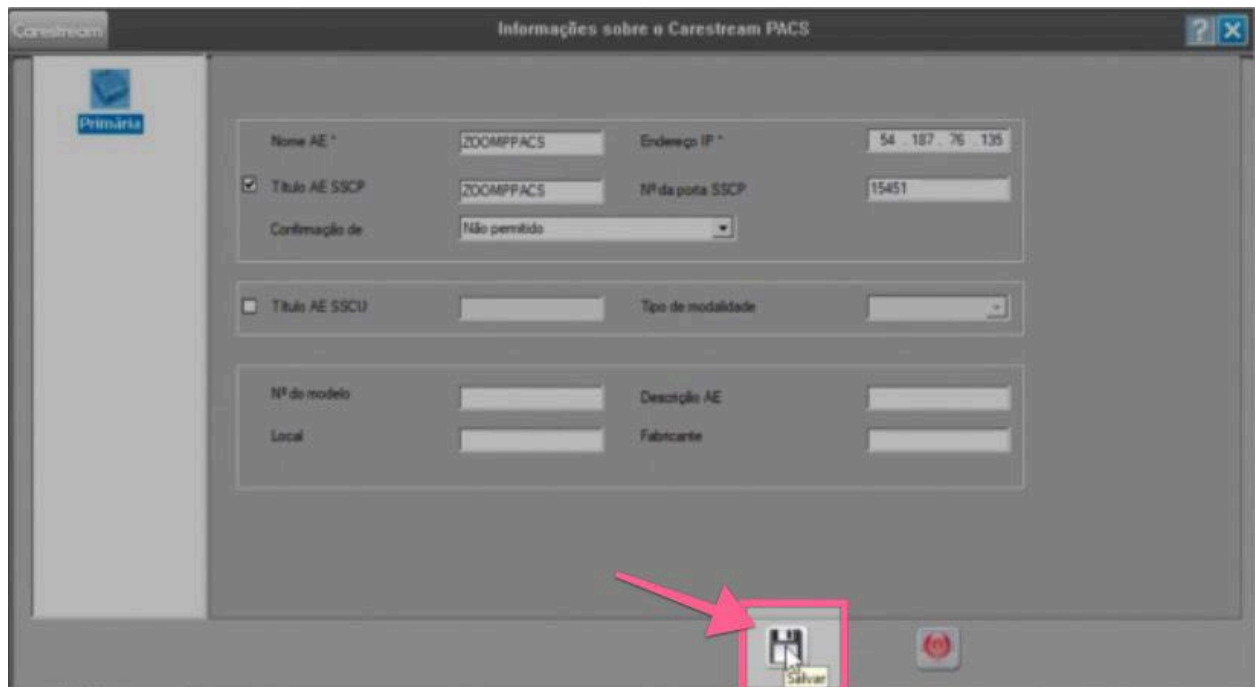 Carestream
Informações sobre o Carestream PACS
?
Primária
Nome AE * ZOOMPPACS Endereço IP * 54 . 187 . 76 . 135
Título AE SSCP ZOOMPPACS Nº da porta SSCP 15451
Confirmação de Não permitido
Título AE SSCU Tipo de modalidade
Nº do modelo Descrição AE
Local Fabricante
Salvar